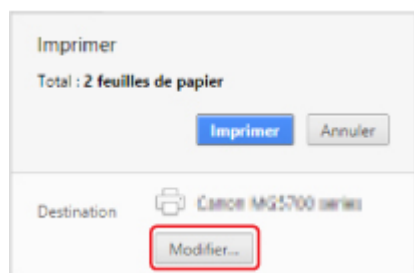 Imprimer
Total : 2 feuilles de papier
Imprimer Annuler
Destination Canon MG5700 series
Modifier...